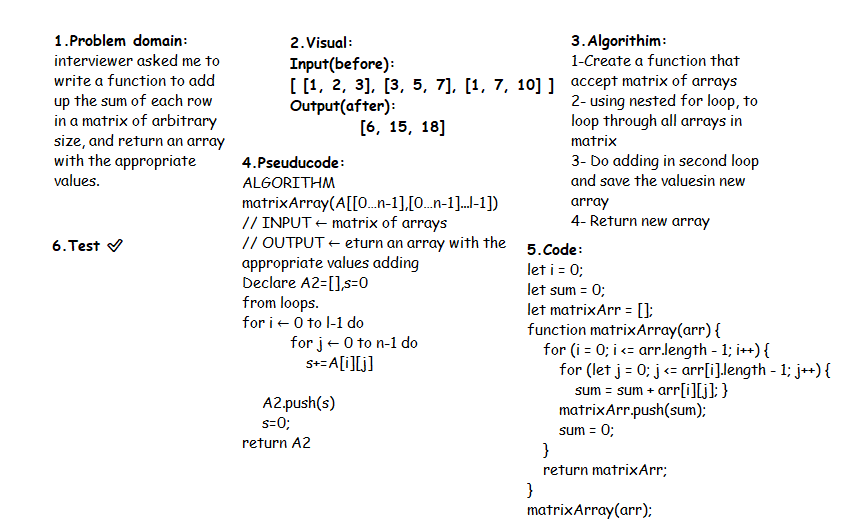 1.Problem domain:
interviewer asked me to
write a function to add
up the sum of each row
in a matrix of arbitrary
size, and return an array
with the appropriate
values.
2.Visual:
Input(before):
[ [1, 2, 3], [3, 5, 7], [1, 7, 10] ]
Output(after):
[6, 15, 18]
3.Algorithim:
1-Create a function that
accept matrix of arrays
2- using nested for loop, to
loop through all arrays in
matrix
3- Do adding in second loop
and save the valuesin new
array
4- Return new array
4.Pseuducode:
ALGORITHM
matrixArray(A[[0...n-1],[0...n-1]...l-1])
// INPUT ← matrix of arrays
// OUTPUT ← eturn an array with the
appropriate values adding
Declare A2=[],s=0
from loops.
for i ← 0 to l-1 do
for j ← 0 to n-1 do
s+=A[i][j]
A2.push(s)
s=0;
return A2
5.Code:
let i = 0;
let sum = 0;
let matrixArr = [];
function matrixArray(arr) {
for (i = 0; i <= arr.length - 1; i++) {
for (let j = 0; j <= arr[i].length - 1; j++) {
sum = sum + arr[i][j]; }
matrixArr.push(sum);
sum = 0;
}
return matrixArr;
}
matrixArray(arr);
6.Test ✓